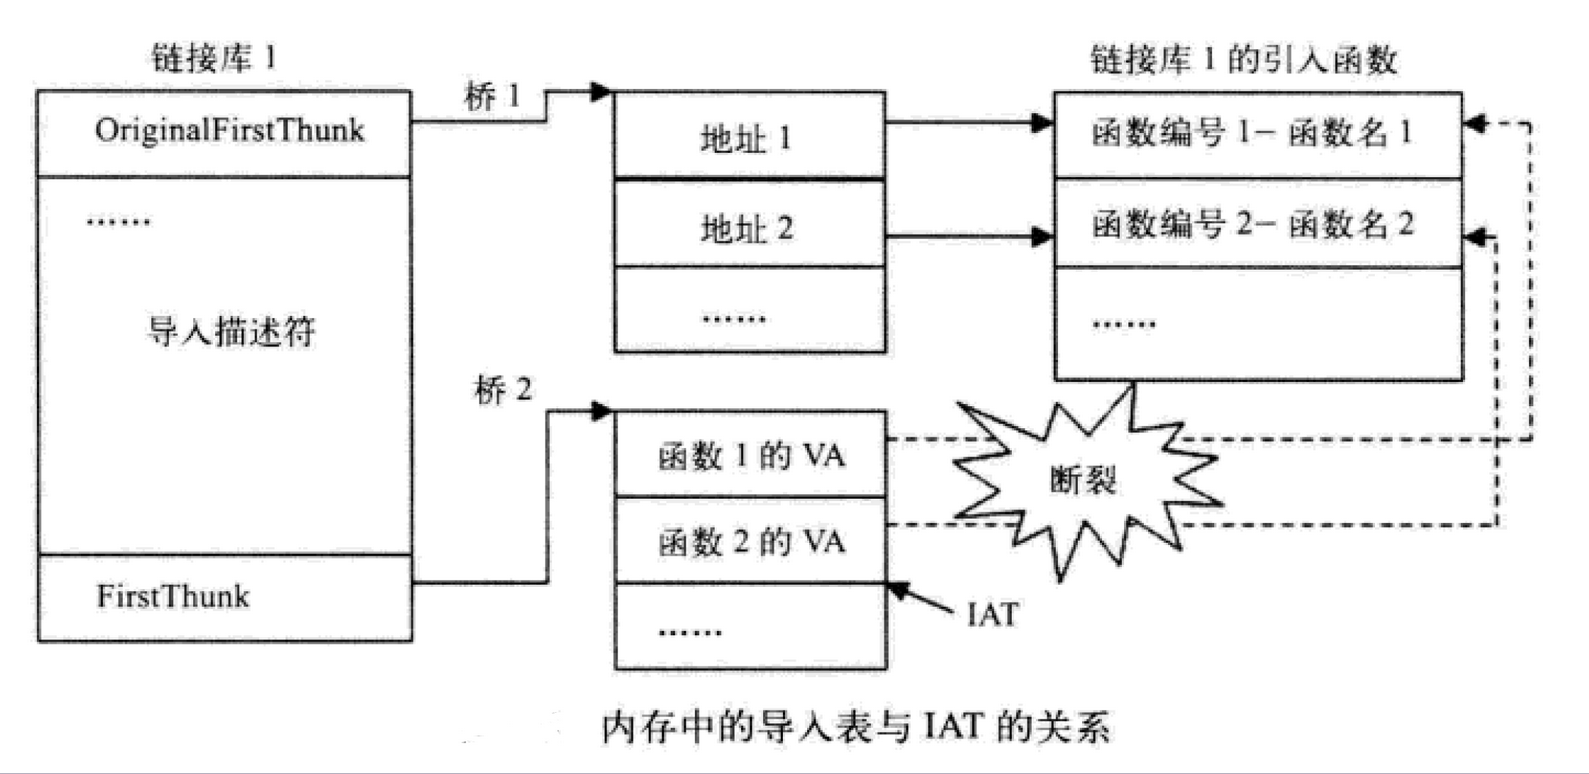 链接库 1
OriginalFirstThunk
……
导入描述符
FirstThunk
桥 1
地址 1
地址 2
……
链接库 1 的引入函数
函数编号 1- 函数名 1
函数编号 2- 函数名 2
……
桥 2
函数 1 的 VA
函数 2 的 VA
……
断裂
IAT
内存中的导入表与 IAT 的关系